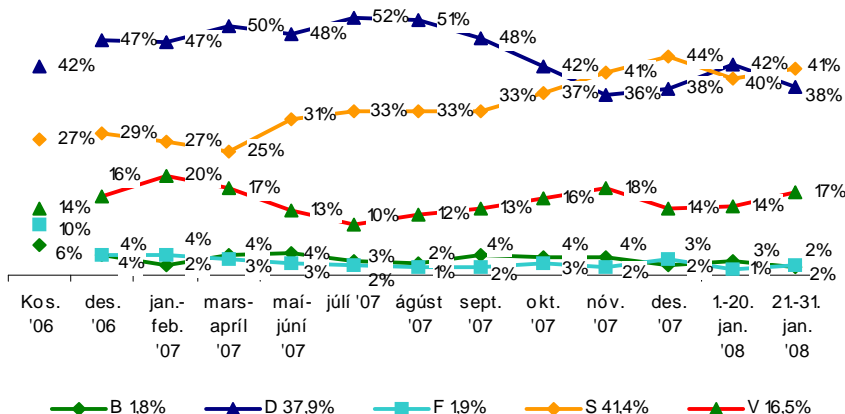 42% 47% 47% 50% 48% 52% 51% 48% 42% 36% 38% 42% 38%
27% 29% 27% 25% 31% 33% 33% 33% 37% 41% 44% 40% 41%
14% 16% 20% 17% 13% 10% 12% 13% 16% 18% 14% 14% 17%
10% 4% 4% 3% 3% 2% 1% 2% 3% 2% 3% 1% 2%
6% 4% 2% 4% 4% 3% 2% 4% 4% 4% 2% 3% 2%
Kos. des. jan.- mars- maí- júlí '07 ágúst sept. okt. nóv. des. '07 1.-20. 21-31.
'06 '06 feb. apríl júní '07 '07 '07 '07 jan. jan.
'07 '07 '07 '08 '08
B 1,8% D 37,9% F 1,9% S 41,4% V 16,5%